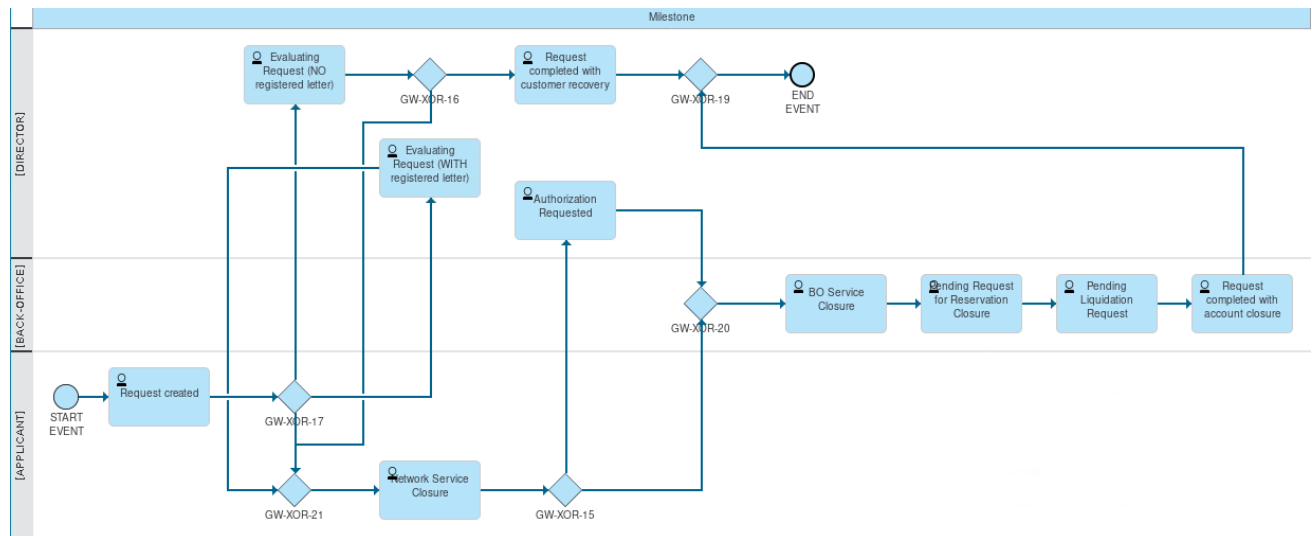 Milestone
[DIRECTOR]
Evaluating
Request (NO
registered letter)
GW-XOR-16
Request
completed with
customer recovery
GW-XOR-19
END
EVENT
Evaluating
Request (WITH
registered letter)
Authorization
Requested
[BACK-OFFICE]
GW-XOR-20
BO Service
Closure
Pending Request
for Reservation
Closure
Pending
Liquidation
Request
Request
completed with
account closure
[APPLICANT]
START
EVENT
Request created
GW-XOR-17
GW-XOR-21
Network Service
Closure
GW-XOR-15